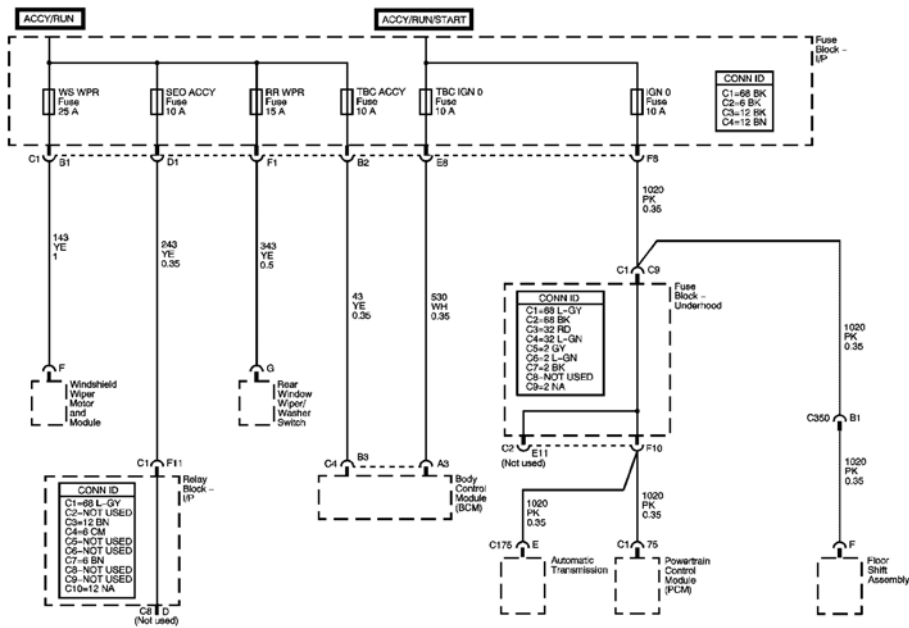 ACCY/RUN
ACCY/RUN/START
Fuse
Block –
I/P
WS WPR
Fuse
25 A
SEO ACCY
Fuse
10 A
RR WPR
Fuse
15 A
TBC ACCY
Fuse
10 A
TBC IGN 0
Fuse
10 A
IGN 0
Fuse
10 A
CONN ID
C1=68 BK
C2=6 BK
C3=12 BK
C4=12 BN
C1
B1
D1
F1
B2
E8
F8
143
YE
1
243
YE
0.35
343
YE
0.5
43
YE
0.35
530
WH
0.35
1020
PK
0.35
C1
C9
Fuse
Block –
Underhood
CONN ID
C1=68 L-GY
C2=68 BK
C3=32 RD
C4=32 L-GN
C5=2 GY
C6=2 L-GN
C7=2 BK
C8-NOT USED
C9=2 NA
1020
PK
0.35
F
Windshield
Wiper
Motor
and
Module
G
Rear
Window
Wiper/
Washer
Switch
C350
B1
C2
E11
(Not used)
F10
C1
F11
Relay
Block –
I/P
CONN ID
C1=68 L-GY
C2-NOT USED
C3=12 BN
C4=6 CM
C5-NOT USED
C6-NOT USED
C7=6 BN
C8-NOT USED
C9-NOT USED
C10=12 NA
C8
D
(Not used)
C4
B3
A3
Body
Control
Module
(BCM)
1020
PK
0.35
1020
PK
0.35
1020
PK
0.35
C175
E
Automatic
Transmission
C1
75
Powertrain
Control
Module
(PCM)
F
Floor
Shift
Assembly